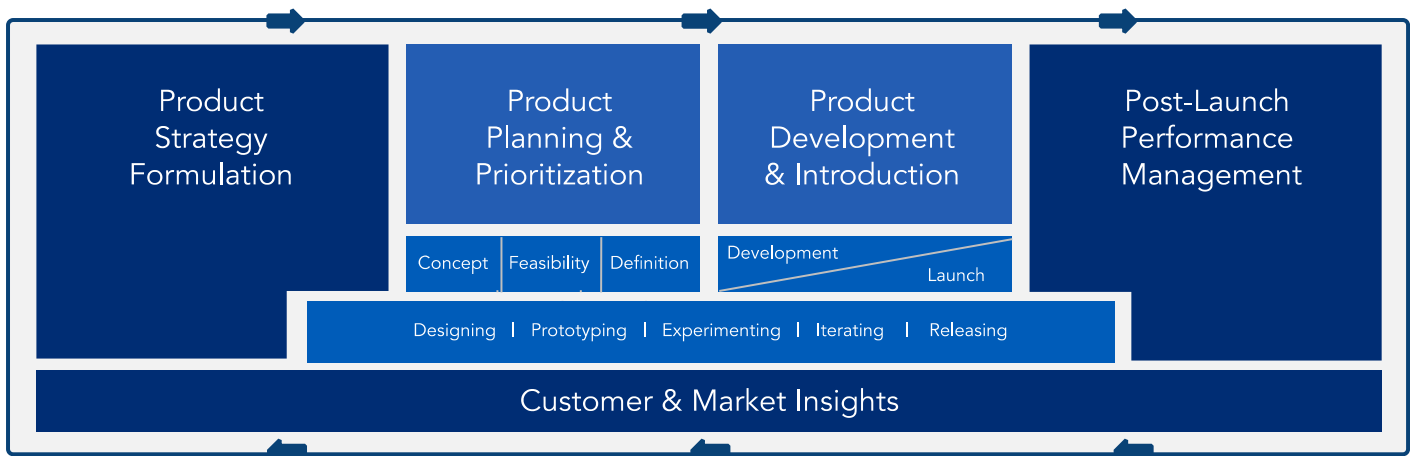 Product
Strategy
Formulation
Product
Planning &
Prioritization
Product
Development
& Introduction
Post-Launch
Performance
Management
Concept
Feasibility
Definition
Development
Launch
Designing | Prototyping | Experimenting | Iterating | Releasing
Customer & Market Insights